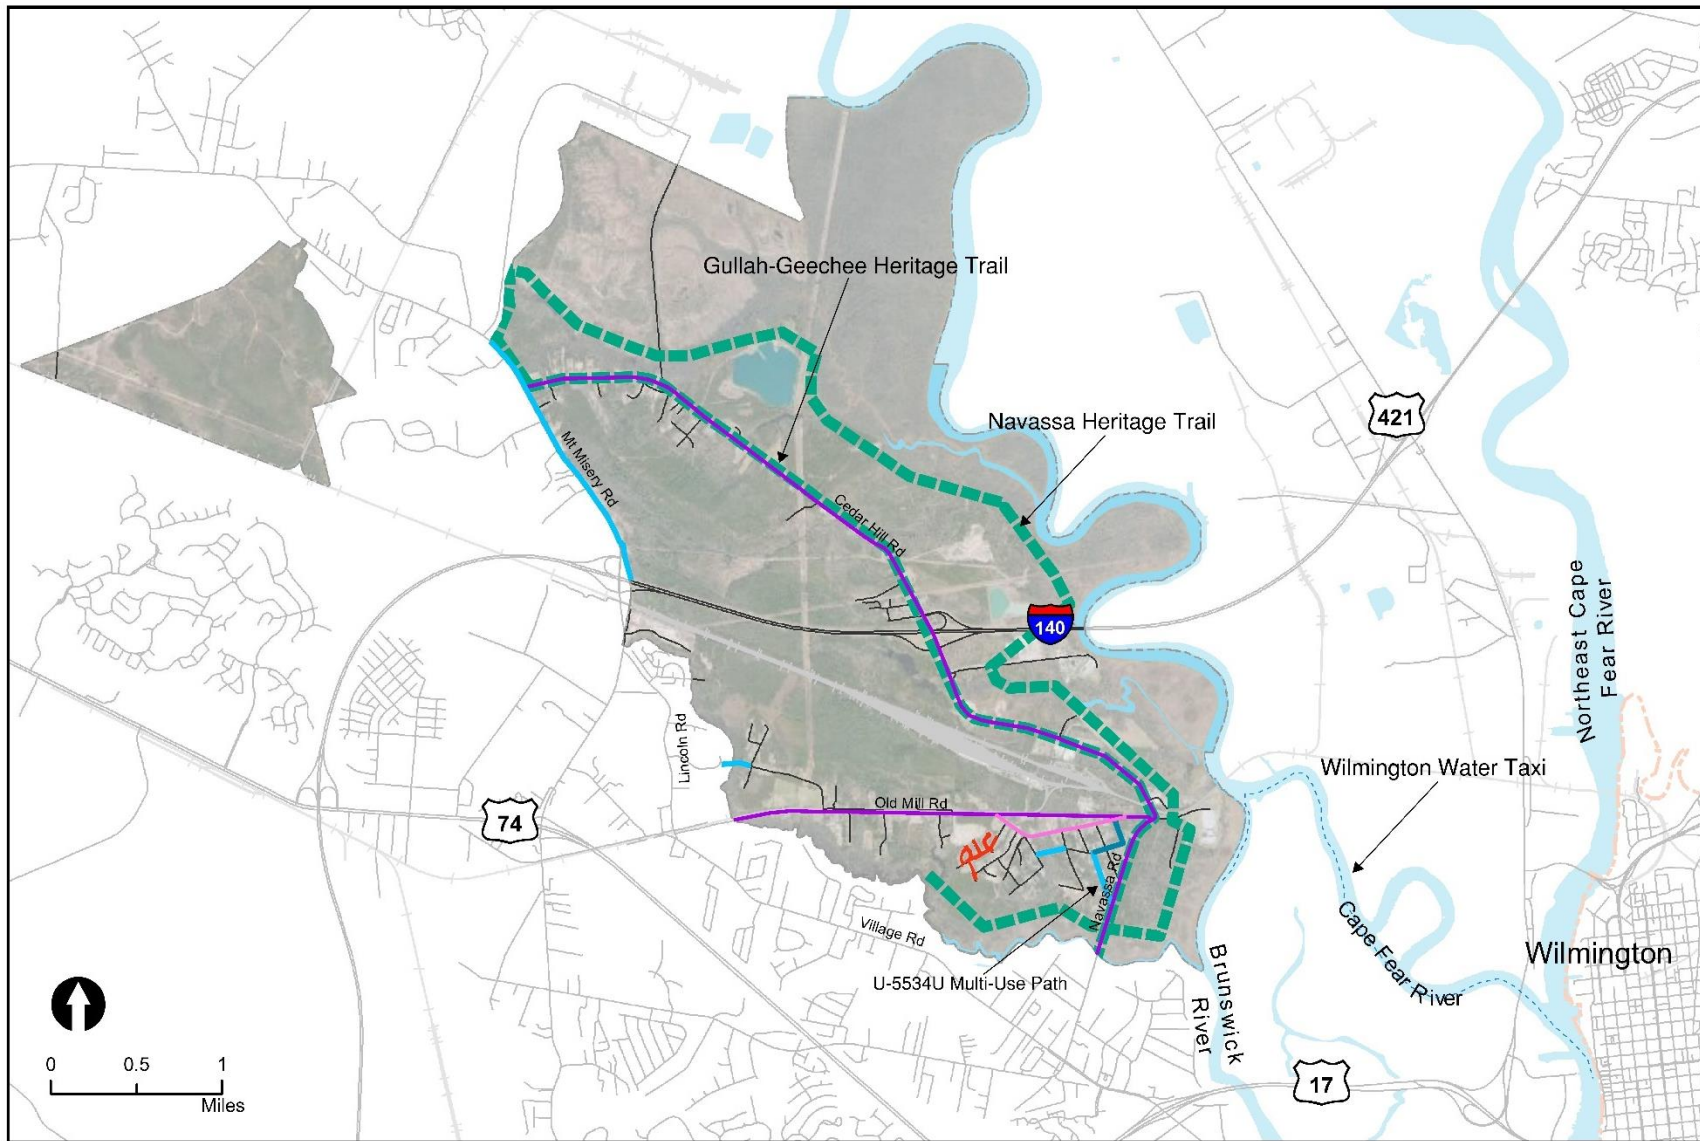 Gullah-Geechee Heritage Trail
Navassa Heritage Trail
421
Mt Misery Rd
Cedar Hill Rd
140
Northeast Cape
Fear River
Lincoln Rd
Wilmington Water Taxi
74
Old Mill Rd
Navassa Rd
Village Rd
Cape Fear River
Wilmington
U-5534U Multi-Use Path
Brunswick
River
0 0.5 1
Miles
17